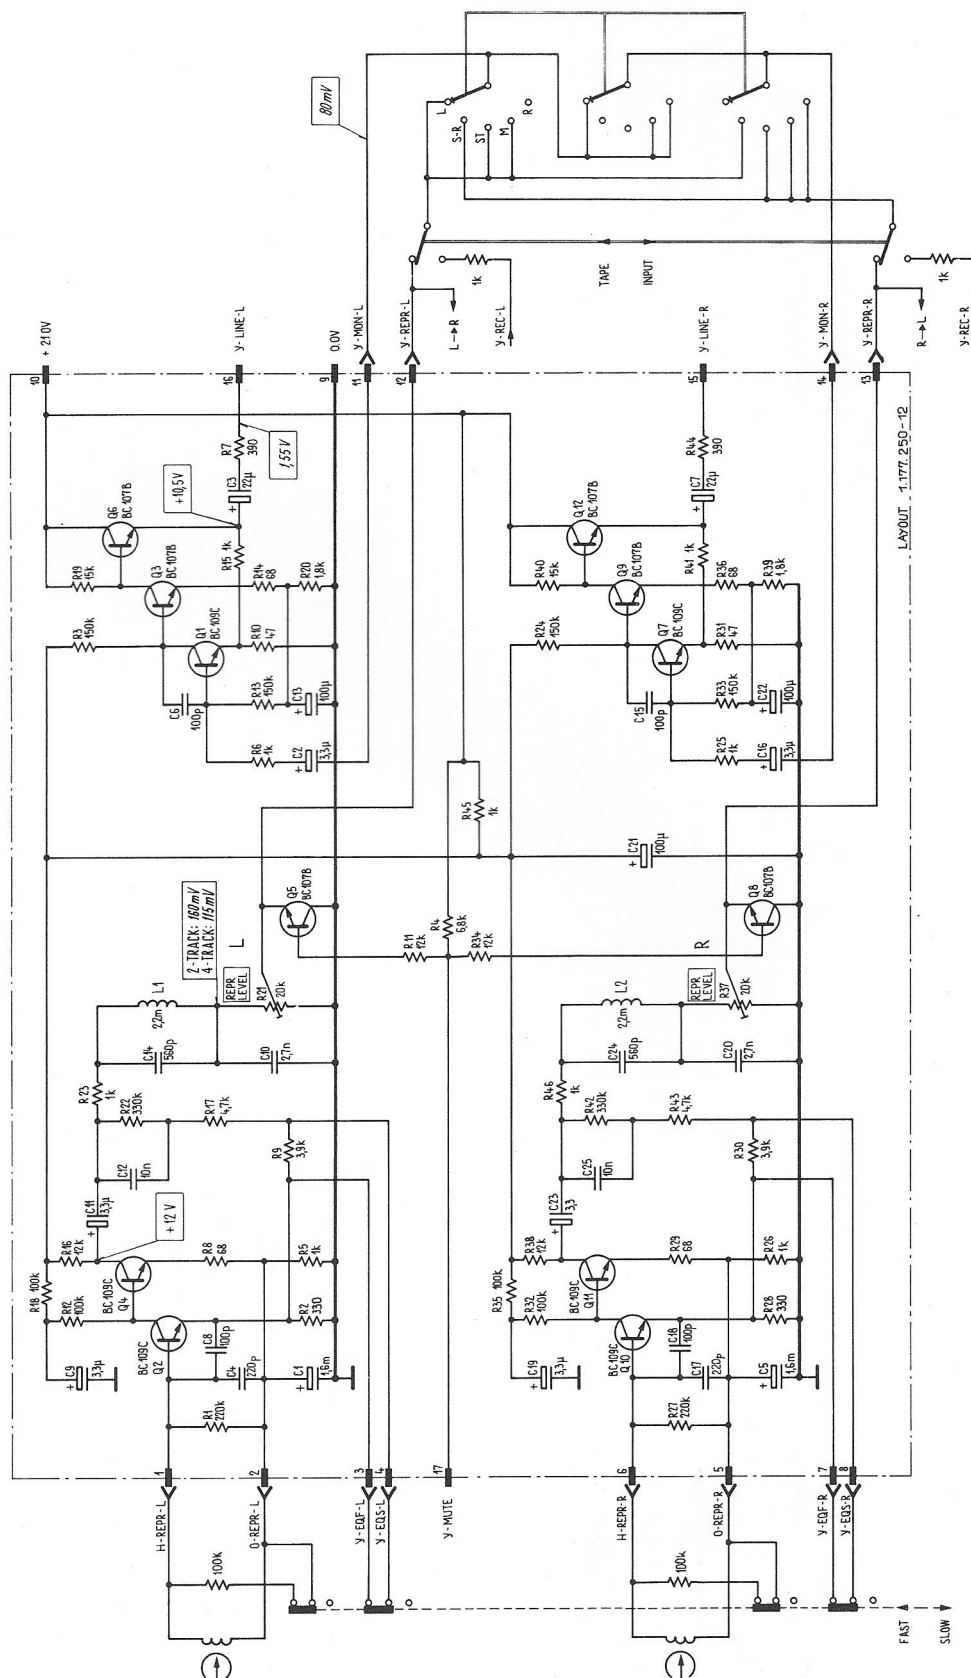 H-REPR-L
O-REPR-L
Y-EQF-L
Y-EQS-L
Y-MUTE
H-REPR-R
O-REPR-R
Y-EQF-R
Y-EQS-R
100k
100k
FAST
SLOW
1
2
3
4
17
6
5
7
8
R1
220k
C9
3,3µ
R18 100k
R12
100k
BC109C
Q2
C8
100p
C4
220p
C1
1,6m
R2
330
R16
12k
BC109C
Q4
R8
68
R5
1k
+12V
C11
3,3µ
C12
10n
R23
1k
R22
330k
R17
4,7k
R9
3,9k
C14
560p
C10
2,7n
2,2m
L1
2-TRACK: 160mV
4-TRACK: 115mV
REPR
LEVEL
R21
20k
L
Q5
BC107B
R11
12k
R4
6,8k
R34
12k
R45
1k
R6
1k
C2
3,3µ
C6
100p
R13
150k
C13
100µ
R3
150k
Q1
BC109C
R10
47
Q3
BC107B
R19
15k
R14
68
R20
1,8k
Q6
BC107B
R15 1k
+10,5V
C3
22µ
R7
390
1,55V
R27
220k
C19
3,3µ
R35 100k
R32
100k
BC109C
Q10
C18
100p
C17
220p
C5
1,6m
R28
330
R38
12k
BC109C
Q11
R29
68
R26
1k
C23
3,3
C25
10n
R46
1k
R42
330k
R43
4,7k
R30
3,9k
C24
560p
C20
2,7n
2,2m
L2
REPR
LEVEL
R37
20k
R
Q8
BC107B
C21
100µ
R25
1k
C16
3,3µ
C15
100p
R33
150k
C22
100µ
R24
150k
Q7
BC109C
R31
47
Q9
BC107B
R40
15k
R36
68
R39
1,8k
Q12
BC107B
R41 1k
C7
22µ
R44
390
LAYOUT 1.177.250-12
10
16
9
11
12
15
14
13
+ 21.0V
Y-LINE-L
0.0V
Y-MON-L
Y-REPR-L
L→R
Y-REC-L
Y-LINE-R
Y-MON-R
Y-REPR-R
R→L
Y-REC-R
1k
TAPE
INPUT
1k
80mV
L
S-R
ST
M
R